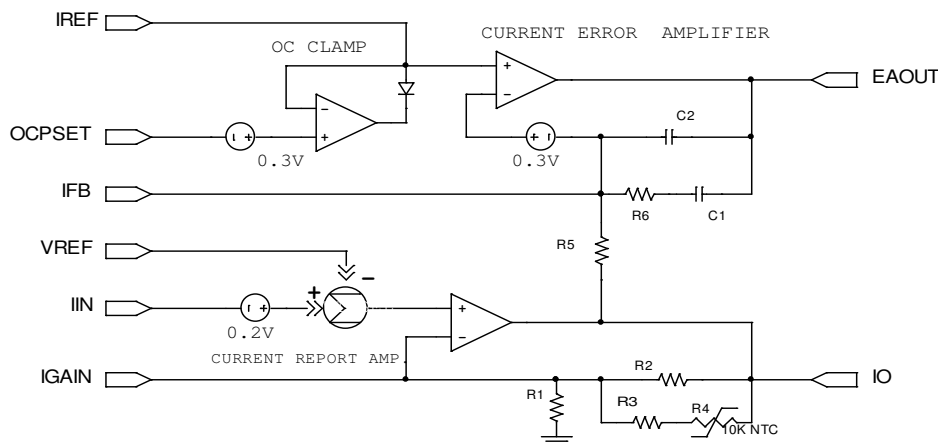 IREF
CURRENT ERROR AMPLIFIER
OC CLAMP
+
EAOUT
-
-
C2
OCPSET
- +
+
- +
0.3V
0.3V
IFB
R6
C1
VREF
R5
-
IIN
- +
+
+
0.2V
-
CURRENT REPORT AMP.
IGAIN
R2
IO
R1
R3
R4
10K NTC